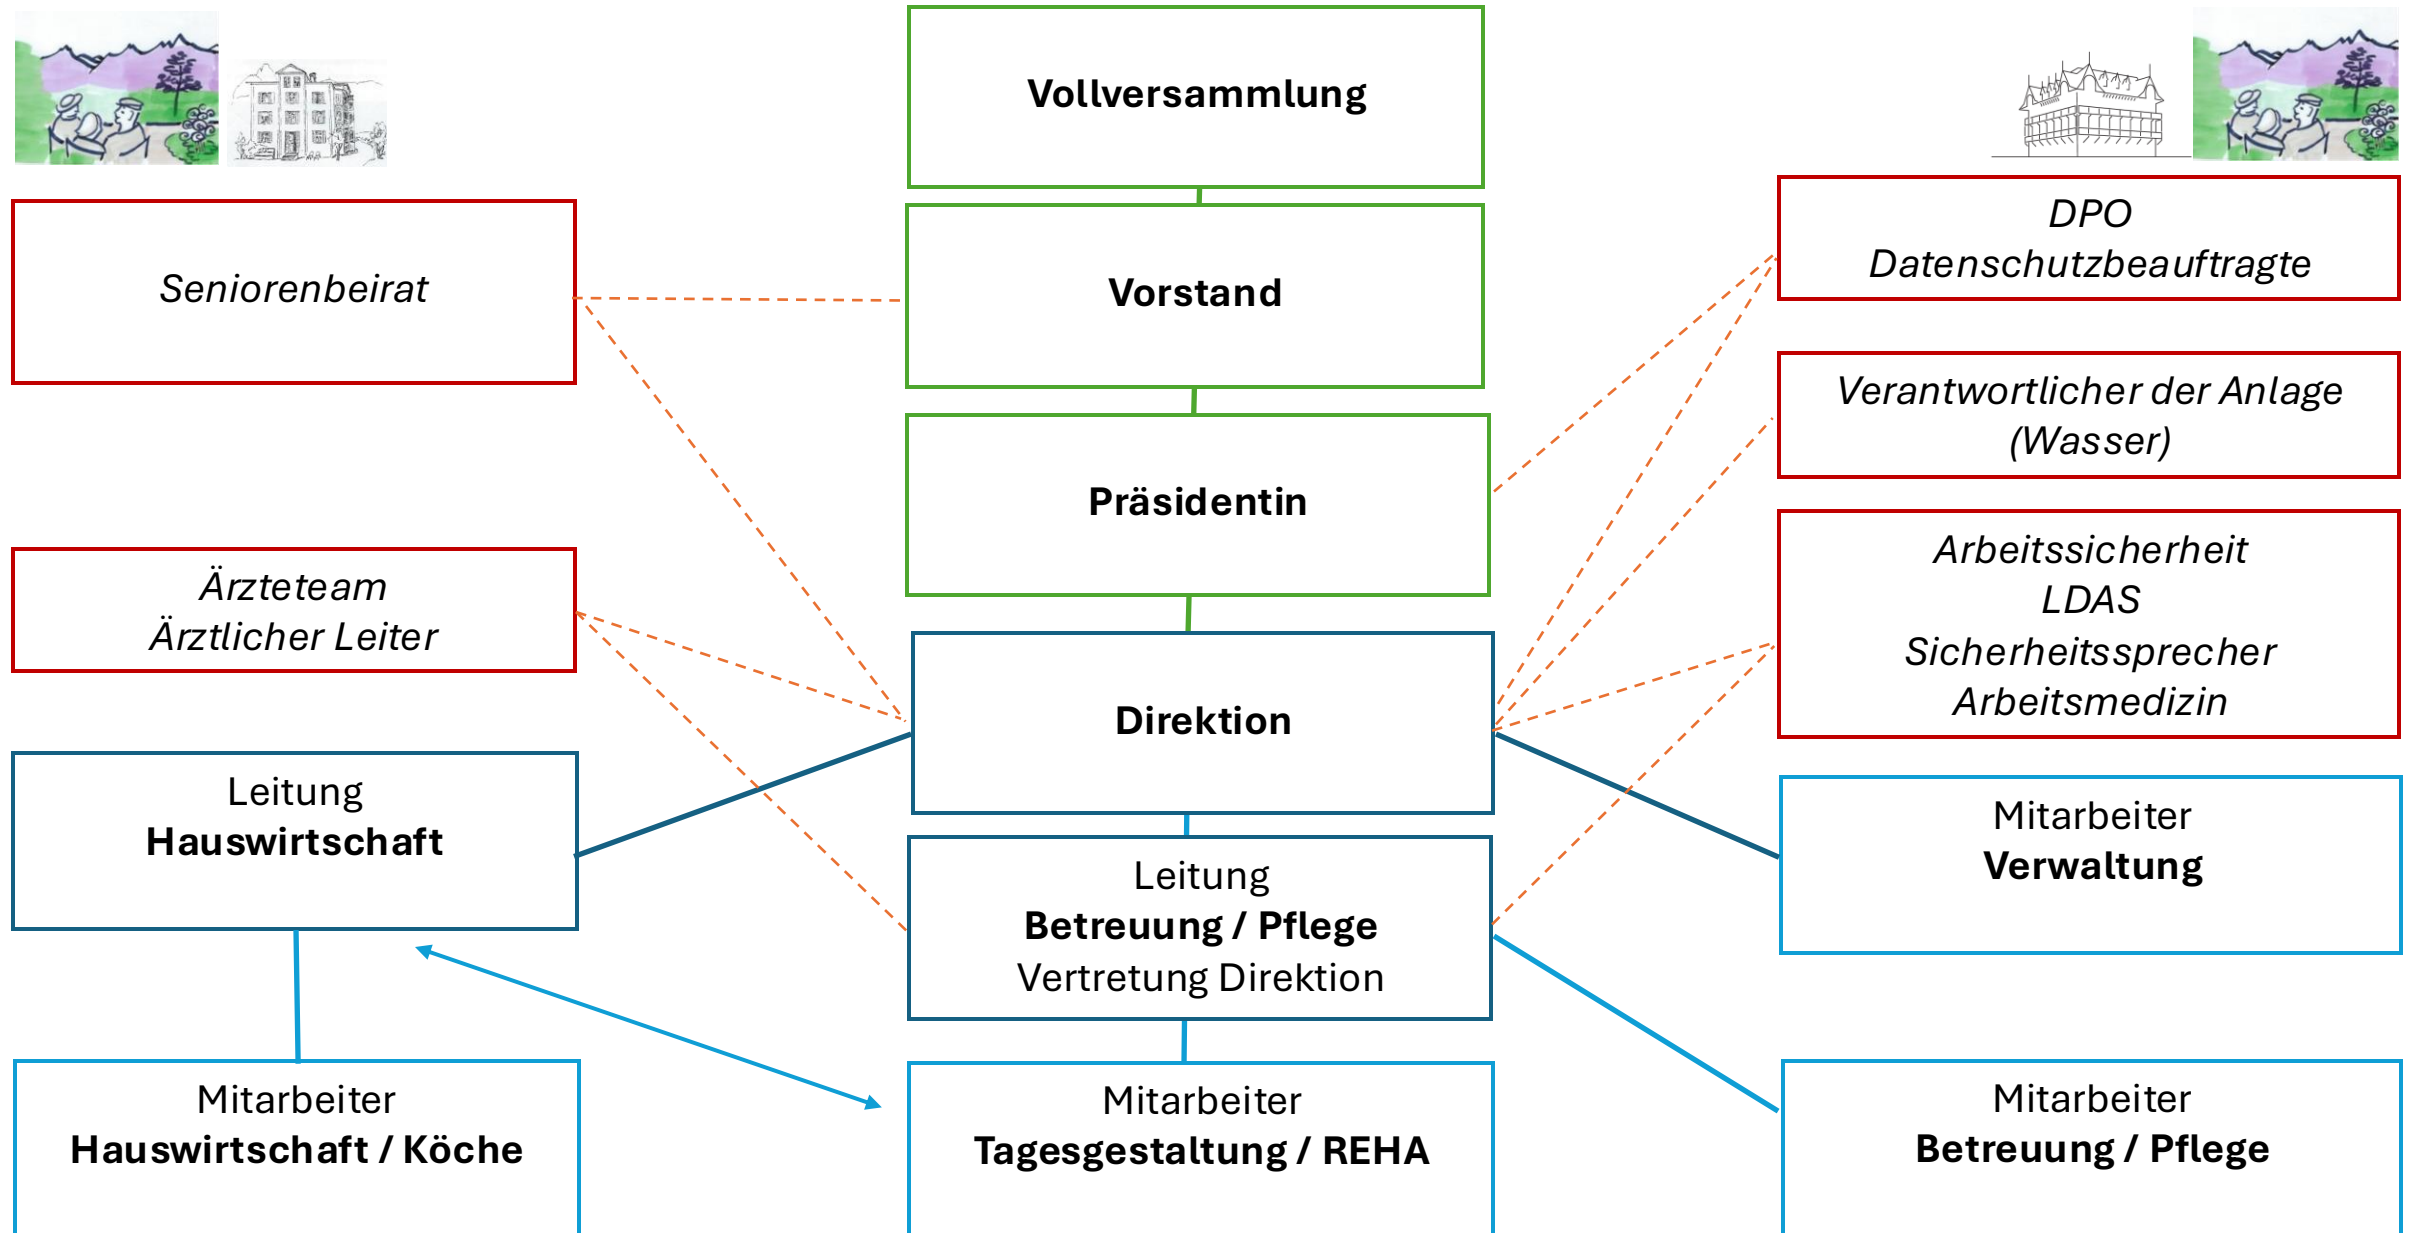 Vollversammlung
Seniorenbeirat
Vorstand
DPO
Datenschutzbeauftragte
Verantwortlicher der Anlage
(Wasser)
Präsidentin
Ärzteteam
Ärztlicher Leiter
Arbeitssicherheit
LDAS
Sicherheitssprecher
Arbeitsmedizin
Direktion
Leitung
Hauswirtschaft
Leitung
Betreuung / Pflege
Vertretung Direktion
Mitarbeiter
Verwaltung
Mitarbeiter
Hauswirtschaft / Köche
Mitarbeiter
Tagesgestaltung / REHA
Mitarbeiter
Betreuung / Pflege